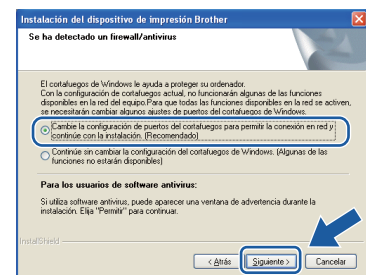 Instalación del dispositivo de impresión Brother
Se ha detectado un firewall/antivirus
El cortafuegos de Windows le ayuda a proteger su ordenador.
Con la configuración de cortafuegos actual, no funcionarán algunas de las funciones
disponibles en la red del equipo.Para que todas las funciones disponibles en la red se activen,
se necesitarán cambiar algunos ajustes de puertos del cortafuegos de Windows.
Cambie la configuración de puertos del cortafuegos para permitir la conexión en red y
continúe con la instalación. (Recomendado)
Continúe sin cambiar la configuración del cortafuegos de Windows. (Algunas de las
funciones no estarán disponibles)
Para los usuarios de software antivirus:
Si utiliza software antivirus, puede aparecer una ventana de advertencia durante la
instalación. Elija "Permitir" para continuar.
InstallShield
< Atrás
Siguiente >
Cancelar